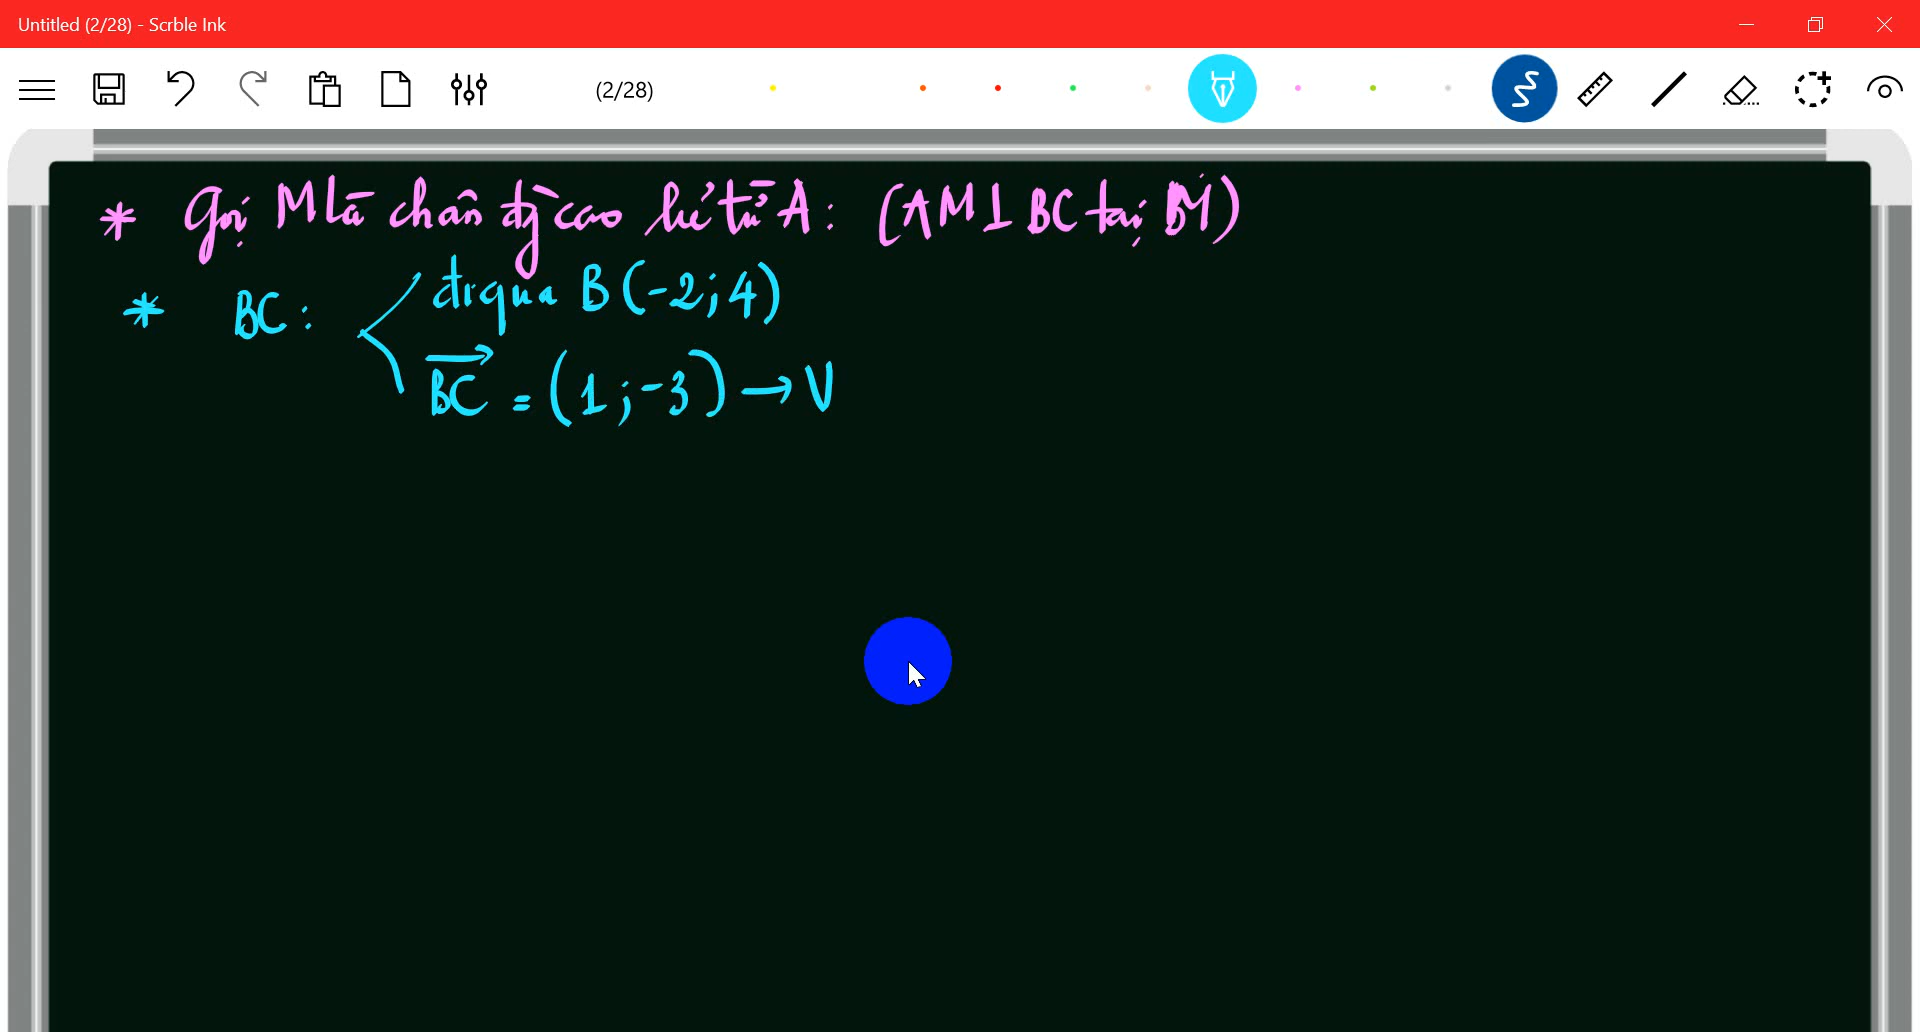 Untitled (2/28) - Scrble Ink
(2/28)
* Gọi M là chân đg cao kẻ từ A: (AM⊥BC tại M)
* BC: đi qua B(-2;4)
BC = (1;-3) → V